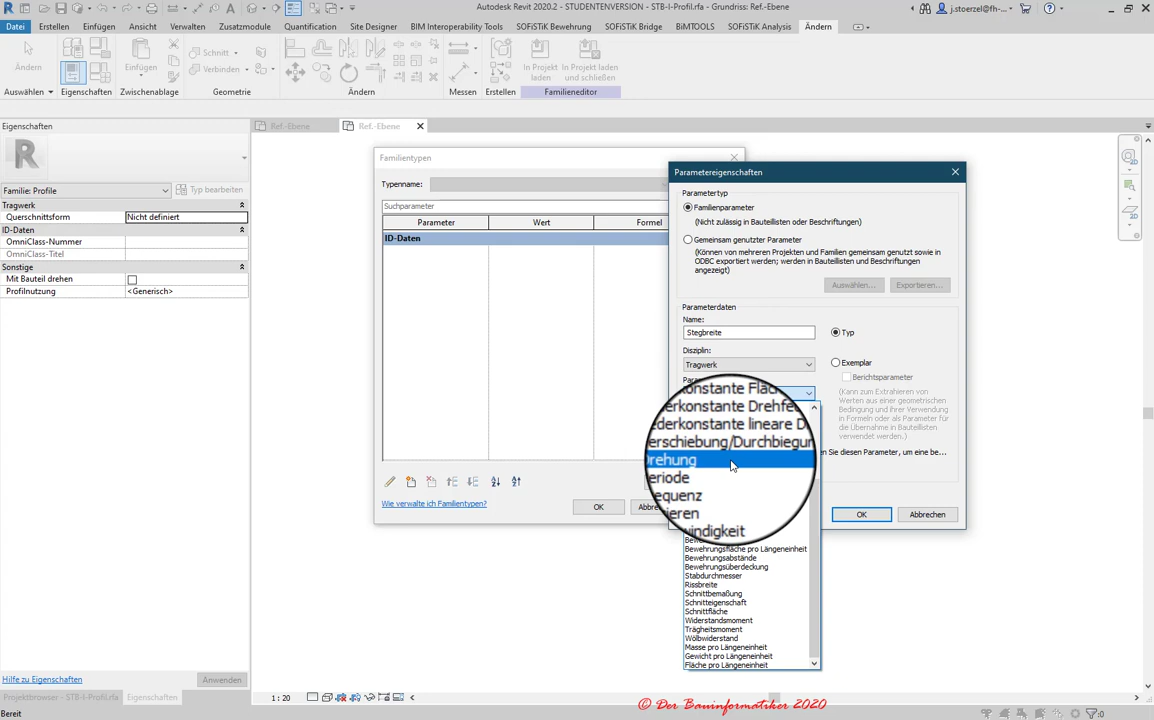 Autodesk Revit 2020.2 - STUDENTENVERSION - STB-I-Profil.rfa - Grundriss: Ref.-Ebene
j.stoerzel@fh-...
Datei Erstellen Einfügen Ansicht Verwalten Zusatzmodule Quantification Site Designer BIM Interoperability Tools SOFiSTiK Bewehrung SOFiSTiK Bridge BiMTOOLS SOFiSTiK Analysis Ändern
Schnitt
Ändern Einfügen Verbinden In Projekt laden In Projekt laden und schließen
Auswählen Eigenschaften Zwischenablage Geometrie Ändern Messen Erstellen Familieneditor
Eigenschaften
Ref.-Ebene Ref.-Ebene
Familie: Profile Typ bearbeiten
Tragwerk
Querschnittsform Nicht definiert
ID-Daten
OmniClass-Nummer
OmniClass-Titel
Sonstige
Mit Bauteil drehen
Profilnutzung <Generisch>
Hilfe zu Eigenschaften Anwenden
Projektbrowser - STB-I-Profil.rfa Eigenschaften
Bereit
Familientypen
Typenname:
Suchparameter
Parameter Wert Formel
ID-Daten
Wie verwalte ich Familientypen?
OK
Parametereigenschaften
Parametertyp
Familienparameter
(Nicht zulässig in Bauteillisten oder Beschriftungen)
Gemeinsam genutzter Parameter
(Können von mehreren Projekten und Familien gemeinsam genutzt sowie in
ODBC exportiert werden; werden in Bauteillisten und Beschriftungen
angezeigt)
Auswählen... Exportieren...
Parameterdaten
Name:
Stegbreite
Typ
Disziplin:
Tragwerk
Exemplar
Berichtsparameter
(Kann zum Extrahieren von
Werten aus einer geometrischen
Bedingung und ihrer Verwendung
in Formeln oder als Parameter für
die Übernahme in Bauteillisten
verwendet werden.)
Sie diesen Parameter, um eine be...
OK Abbrechen
Drehung
Bewehrungsfläche pro Längeneinheit
Bewehrungsabstände
Bewehrungsüberdeckung
Stabdurchmesser
Rissbreite
Schnittbemaßung
Schnitteigenschaft
Schnittfläche
Widerstandsmoment
Trägheitsmoment
Wölbwiderstand
Masse pro Längeneinheit
Gewicht pro Längeneinheit
Fläche pro Längeneinheit
1 : 20
© Der Bauinformatiker 2020
:0